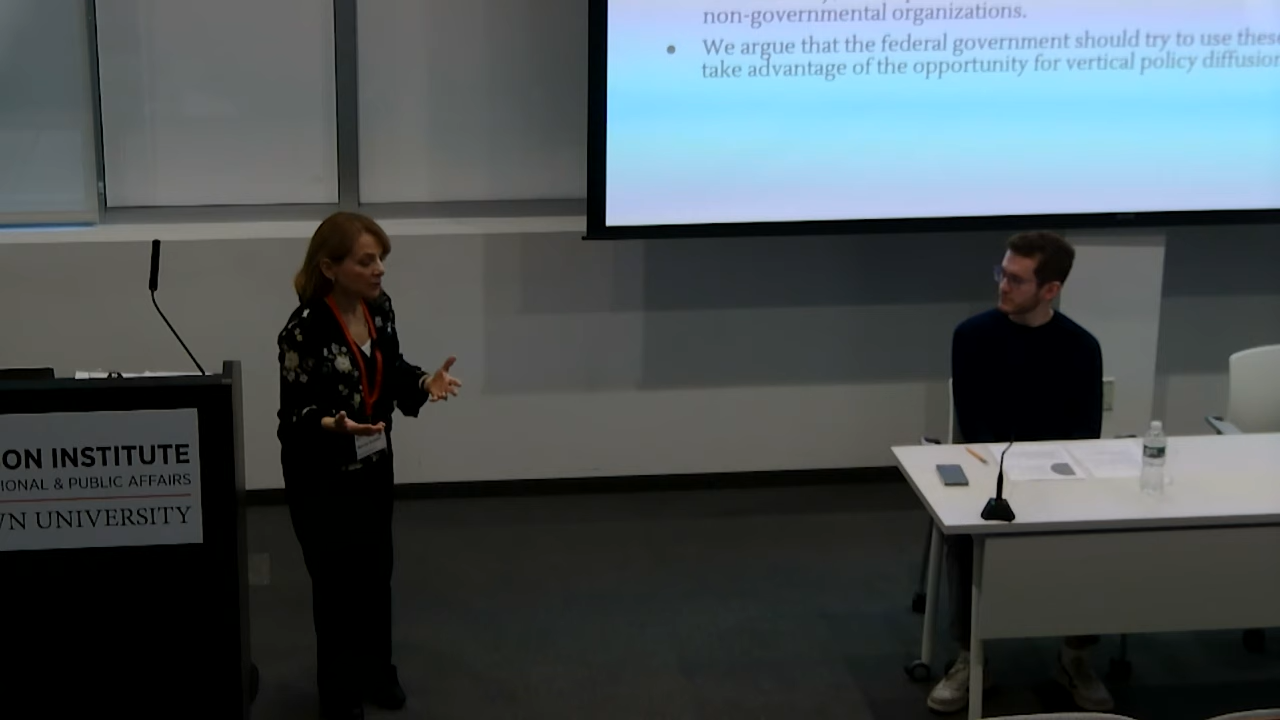 non-governmental organizations.
• We argue that the federal government should try to use these
take advantage of the opportunity for vertical policy diffusion
ON INSTITUTE
IONAL & PUBLIC AFFAIRS
WN UNIVERSITY